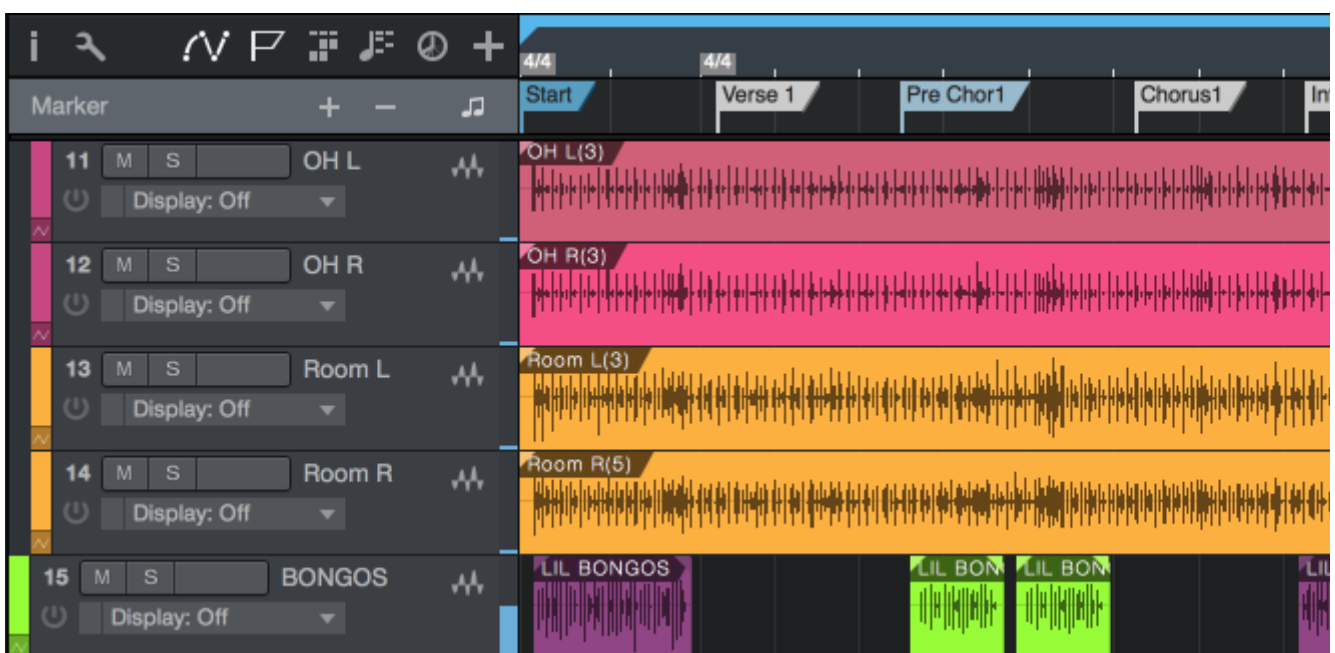 4/4 4/4
Marker Start Verse 1 Pre Chor1 Chorus1
11 M S OH L OH L(3)
Display: Off
12 M S OH R OH R(3)
Display: Off
13 M S Room L Room L(3)
Display: Off
14 M S Room R Room R(5)
Display: Off
15 M S BONGOS LIL BONGOS LIL BON LIL BON LIL
Display: Off